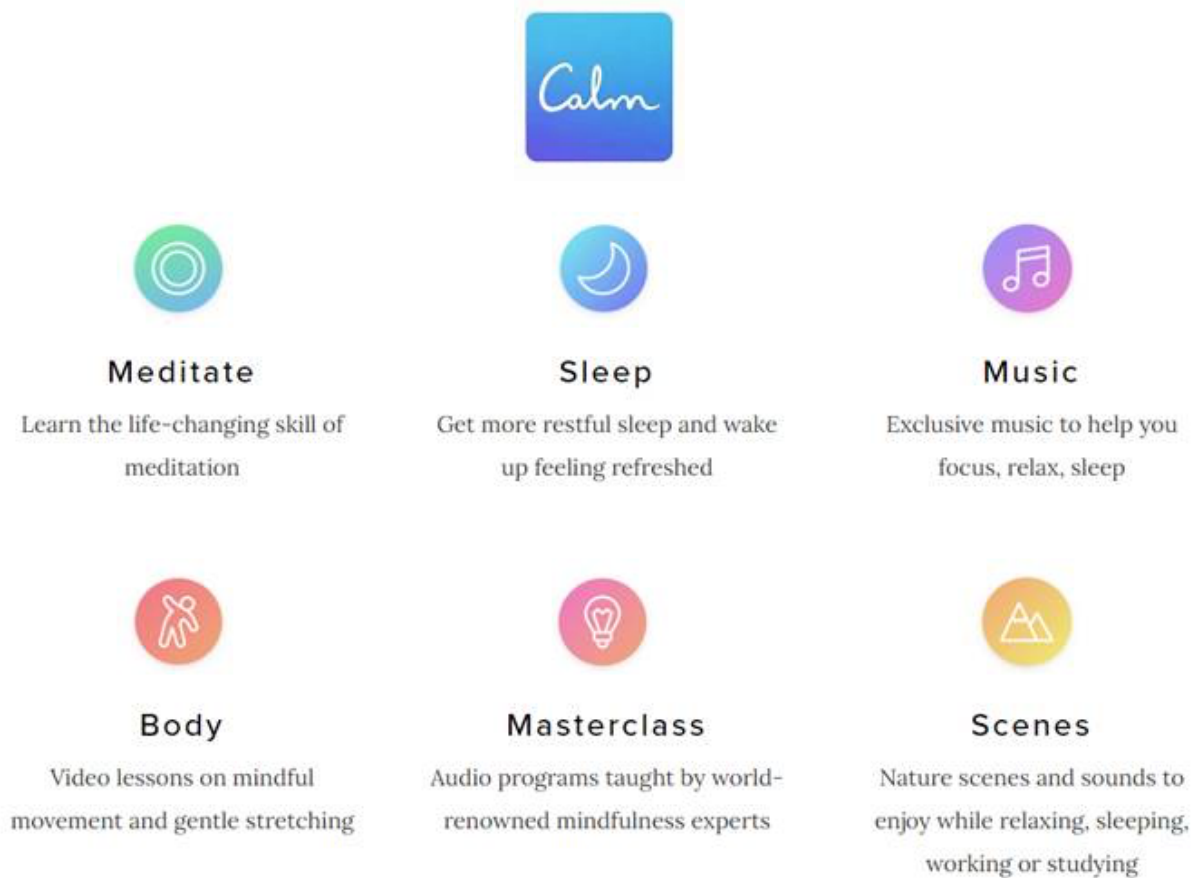 Calm
Meditate
Learn the life-changing skill of
meditation
Sleep
Get more restful sleep and wake
up feeling refreshed
Music
Exclusive music to help you
focus, relax, sleep
Body
Video lessons on mindful
movement and gentle stretching
Masterclass
Audio programs taught by world-
renowned mindfulness experts
Scenes
Nature scenes and sounds to
enjoy while relaxing, sleeping,
working or studying